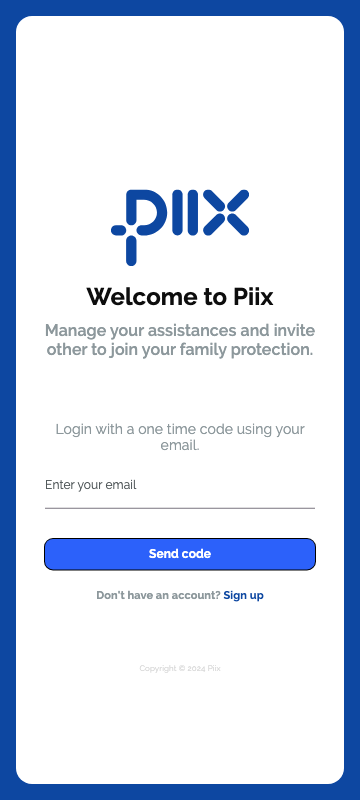 piix
Welcome to Piix
Manage your assistances and invite
other to join your family protection.
Login with a one time code using your
email.
Enter your email
Send code
Don't have an account? Sign up
Copyright © 2024 Piix